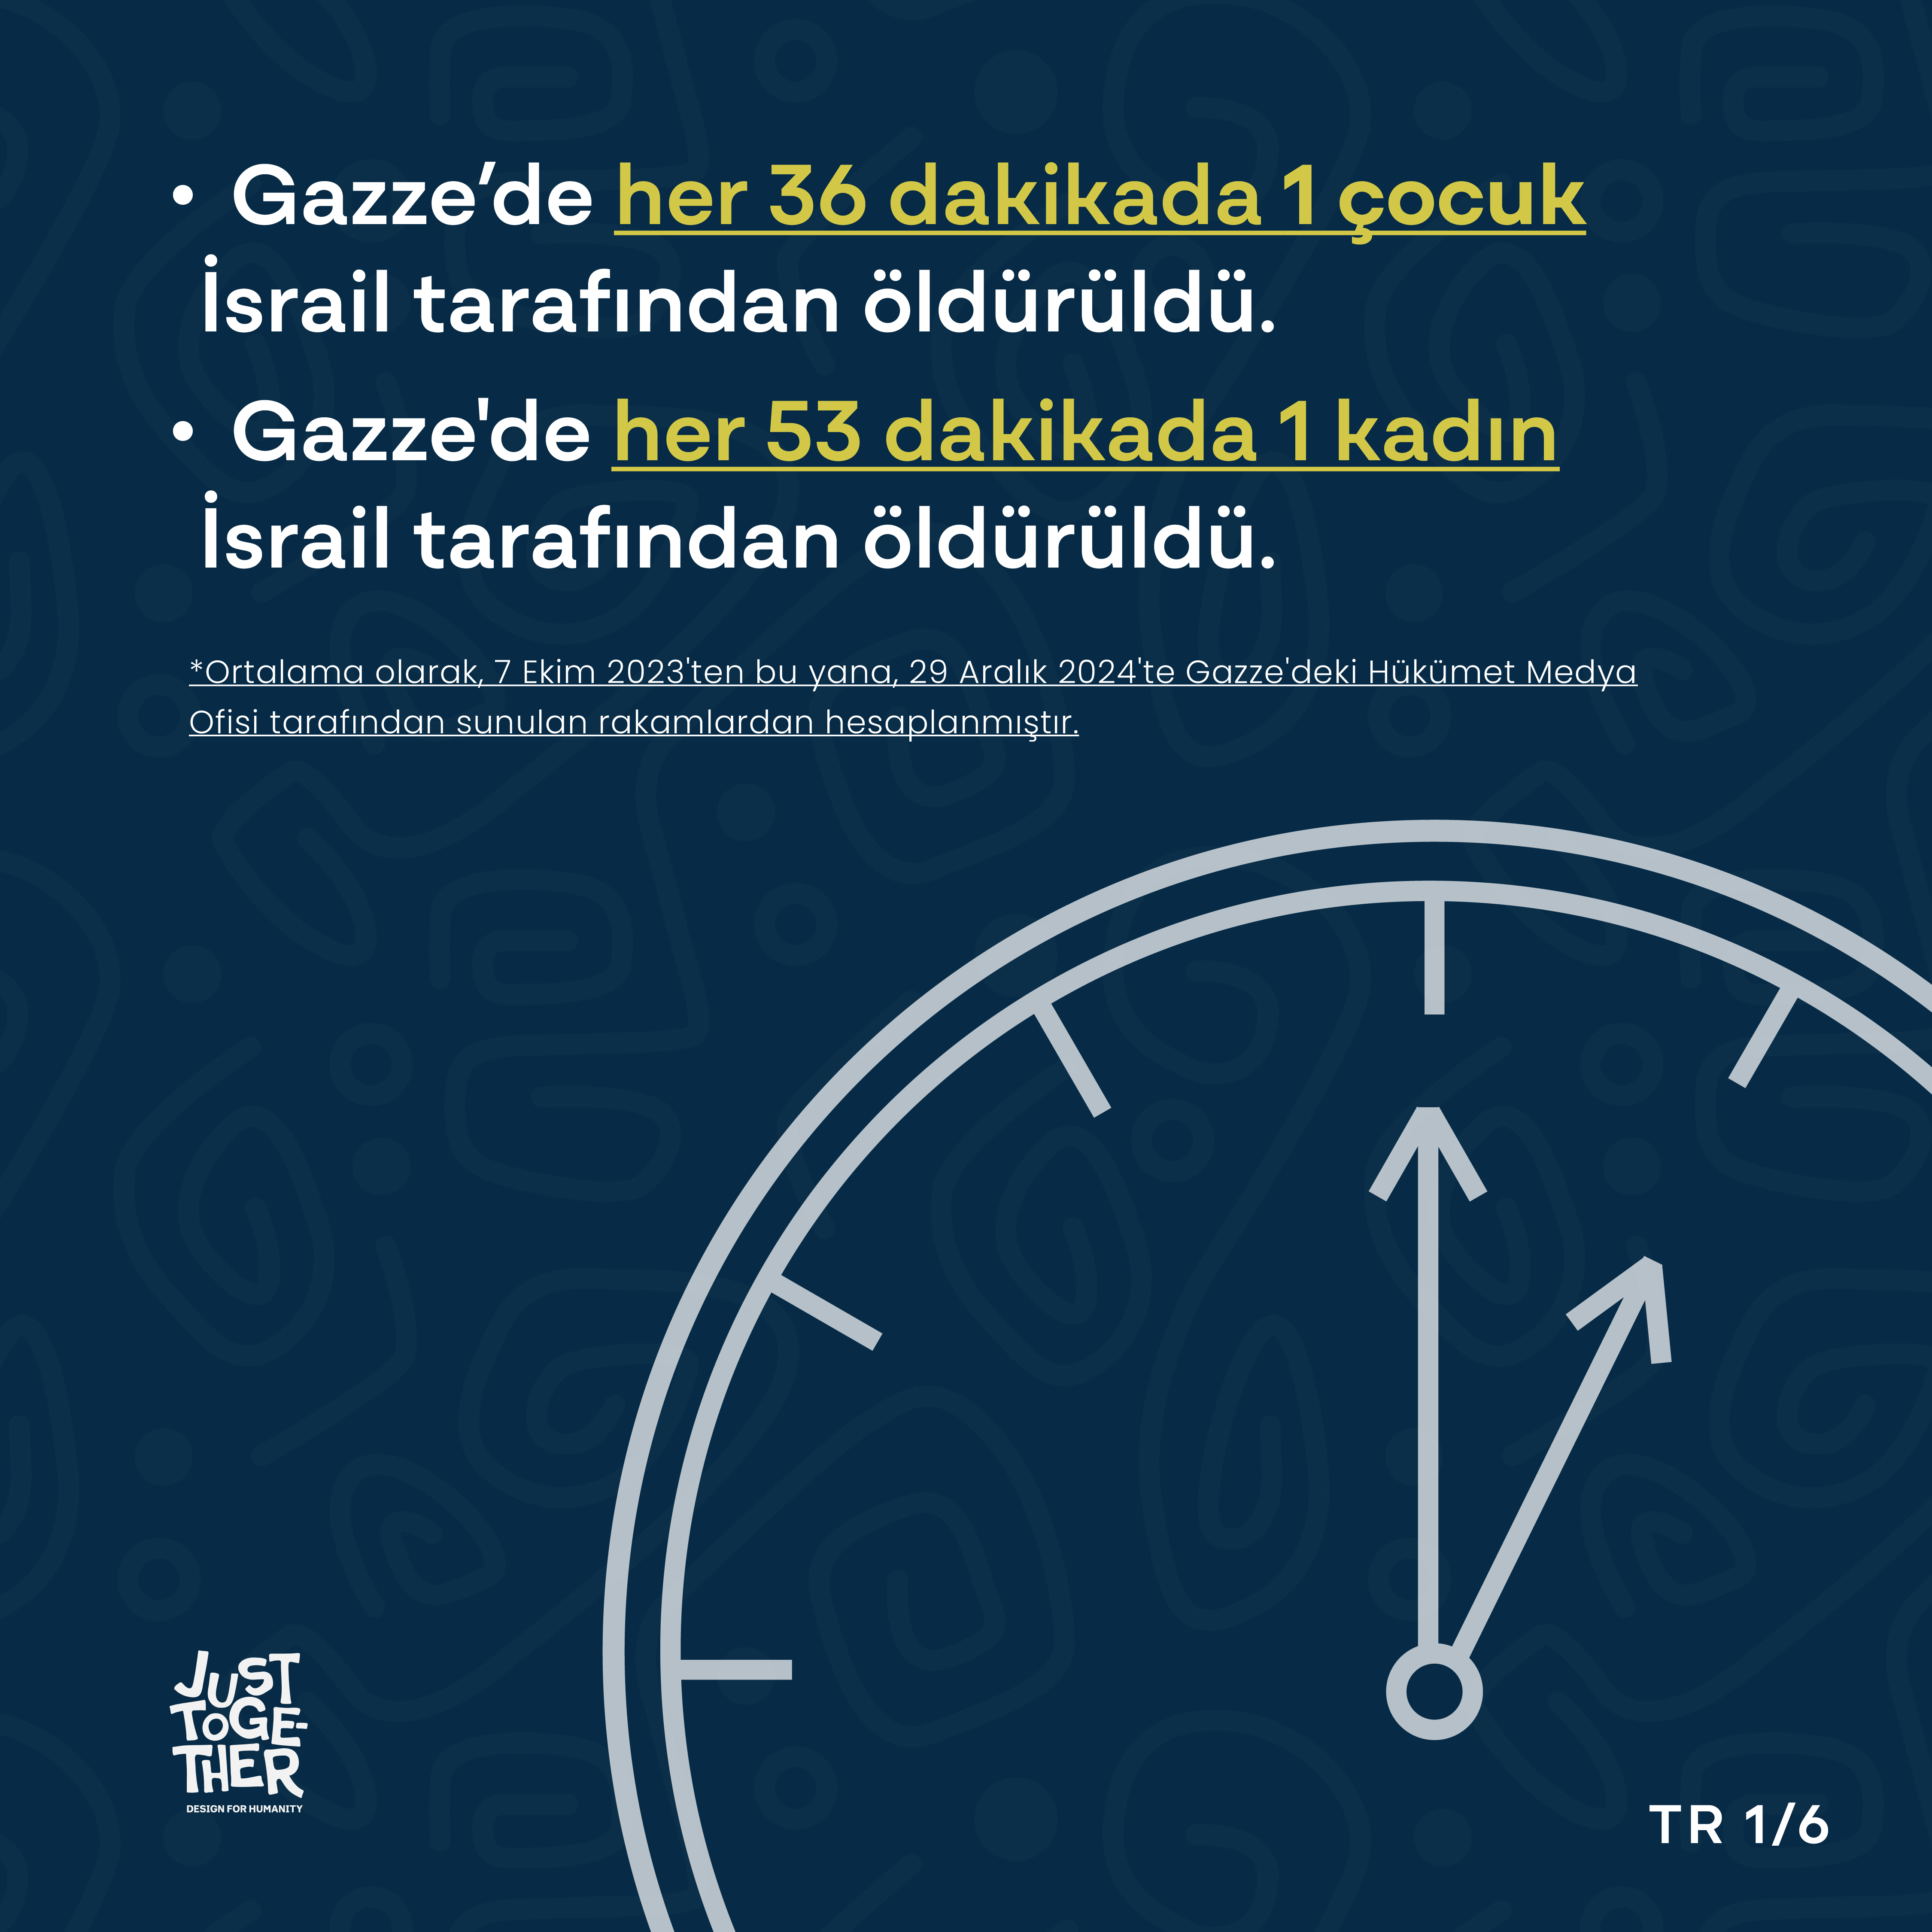 • Gazze’de her 36 dakikada 1 çocuk
İsrail tarafından öldürüldü.
• Gazze'de her 53 dakikada 1 kadın
İsrail tarafından öldürüldü.
*Ortalama olarak, 7 Ekim 2023'ten bu yana, 29 Aralık 2024'te Gazze'deki Hükümet Medya
Ofisi tarafından sunulan rakamlardan hesaplanmıştır.
JUST
TOGE-
THER
DESIGN FOR HUMANITY
TR 1/6